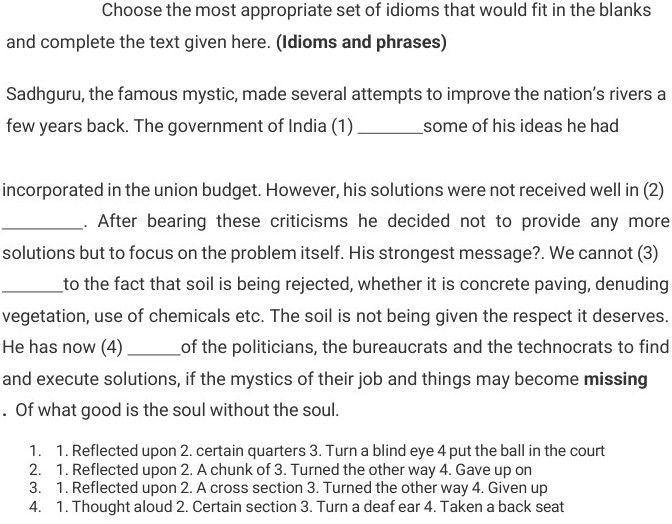 Choose the most appropriate set of idioms that would fit in the blanks
and complete the text given here. (Idioms and phrases)
Sadhguru, the famous mystic, made several attempts to improve the nation's rivers a
few years back. The government of India (1) _______some of his ideas he had
incorporated in the union budget. However, his solutions were not received well in (2)
_________. After bearing these criticisms he decided not to provide any more
solutions but to focus on the problem itself. His strongest message?. We cannot (3)
_______to the fact that soil is being rejected, whether it is concrete paving, denuding
vegetation, use of chemicals etc. The soil is not being given the respect it deserves.
He has now (4) ______of the politicians, the bureaucrats and the technocrats to find
and execute solutions, if the mystics of their job and things may become missing
. Of what good is the soul without the soul.
1. 1. Reflected upon 2. certain quarters 3. Turn a blind eye 4 put the ball in the court
2. 1. Reflected upon 2. A chunk of 3. Turned the other way 4. Gave up on
3. 1. Reflected upon 2. A cross section 3. Turned the other way 4. Given up
4. 1. Thought aloud 2. Certain section 3. Turn a deaf ear 4. Taken a back seat